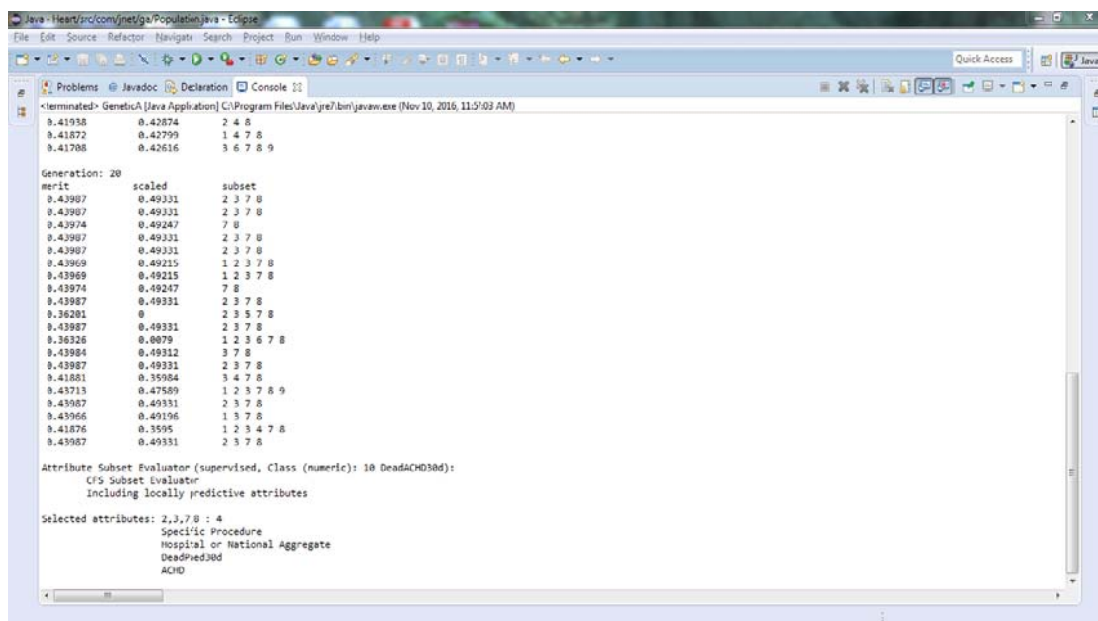 Java - Heart/src/com/jnet/ga/Population.java - Eclipse
File Edit Source Refactor Navigate Search Project Run Window Help
Quick Access Java
Problems @ Javadoc Declaration Console
<terminated> GeneticA [Java Application] C:\Program Files\Java\jre7\bin\javaw.exe (Nov 10, 2016, 11:51:03 AM)
0.41938 0.42874 2 4 8
0.41872 0.42799 1 4 7 8
0.41708 0.42616 3 6 7 8 9
Generation: 20
merit scaled subset
0.43987 0.49331 2 3 7 8
0.43987 0.49331 2 3 7 8
0.43974 0.49247 7 8
0.43987 0.49331 2 3 7 8
0.43987 0.49331 2 3 7 8
0.43969 0.49215 1 2 3 7 8
0.43969 0.49215 1 2 3 7 8
0.43974 0.49247 7 8
0.43987 0.49331 2 3 7 8
0.36201 0 2 3 5 7 8
0.43987 0.49331 2 3 7 8
0.36326 0.0079 1 2 3 6 7 8
0.43984 0.49312 3 7 8
0.43987 0.49331 2 3 7 8
0.41881 0.35984 3 4 7 8
0.43713 0.47589 1 2 3 7 8 9
0.43987 0.49331 2 3 7 8
0.43966 0.49196 1 3 7 8
0.41876 0.3595 1 2 3 4 7 8
0.43987 0.49331 2 3 7 8
Attribute Subset Evaluator (supervised, Class (numeric): 10 DeadACHD30d):
CFS Subset Evaluator
Including locally predictive attributes
Selected attributes: 2,3,7,8 : 4
Specific Procedure
Hospital or National Aggregate
DeadPied30d
ACHD